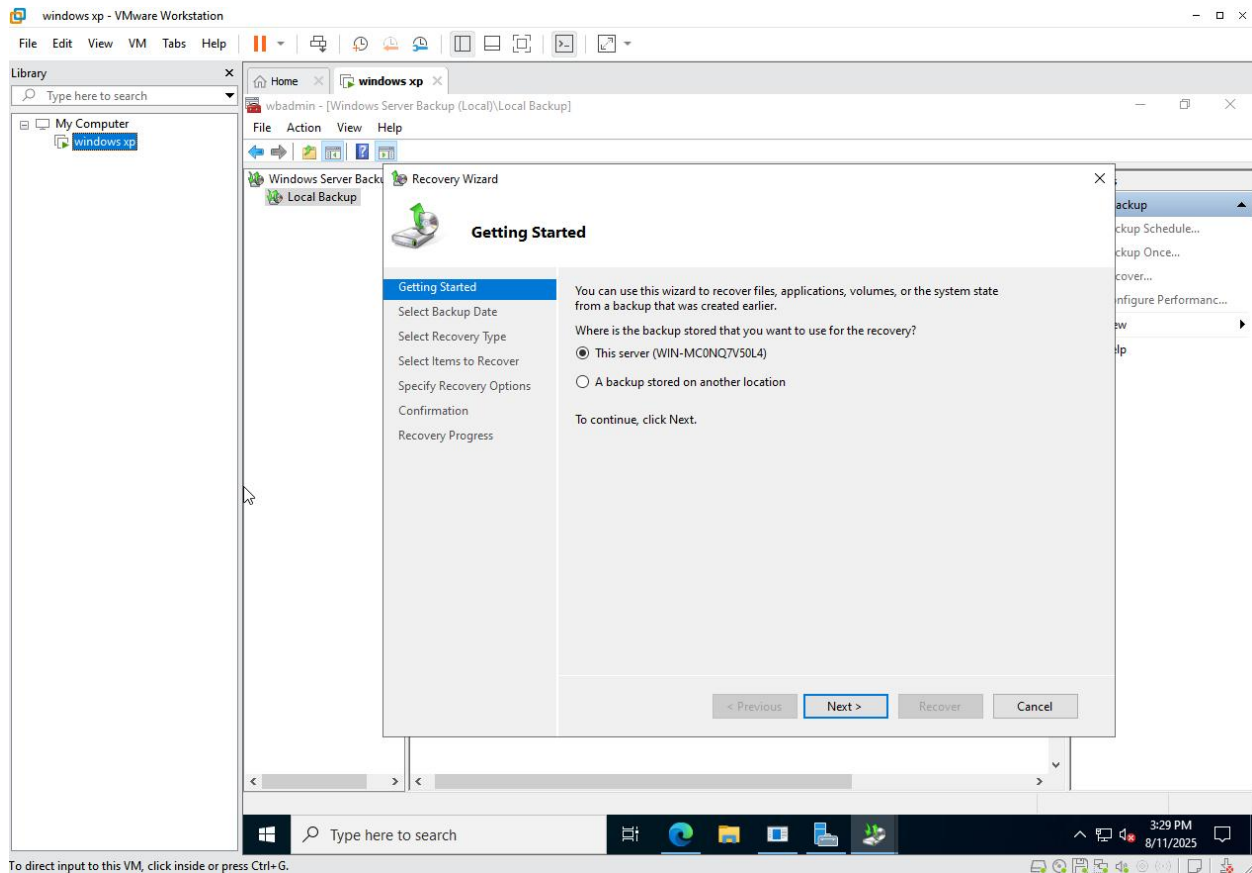 windows xp - VMware Workstation
File Edit View VM Tabs Help
Library
Type here to search
My Computer
windows xp
Home
windows xp
wbadmin - [Windows Server Backup (Local)\Local Backup]
File Action View Help
Windows Server Backu
Local Backup
Recovery Wizard
Getting Started
Getting Started
Select Backup Date
Select Recovery Type
Select Items to Recover
Specify Recovery Options
Confirmation
Recovery Progress
You can use this wizard to recover files, applications, volumes, or the system state
from a backup that was created earlier.
Where is the backup stored that you want to use for the recovery?
This server (WIN-MC0NQ7V50L4)
A backup stored on another location
To continue, click Next.
< Previous Next > Recover Cancel
s
ackup
ckup Schedule...
ckup Once...
cover...
nfigure Performanc...
ew
lp
Type here to search
3:29 PM
8/11/2025
To direct input to this VM, click inside or press Ctrl+G.